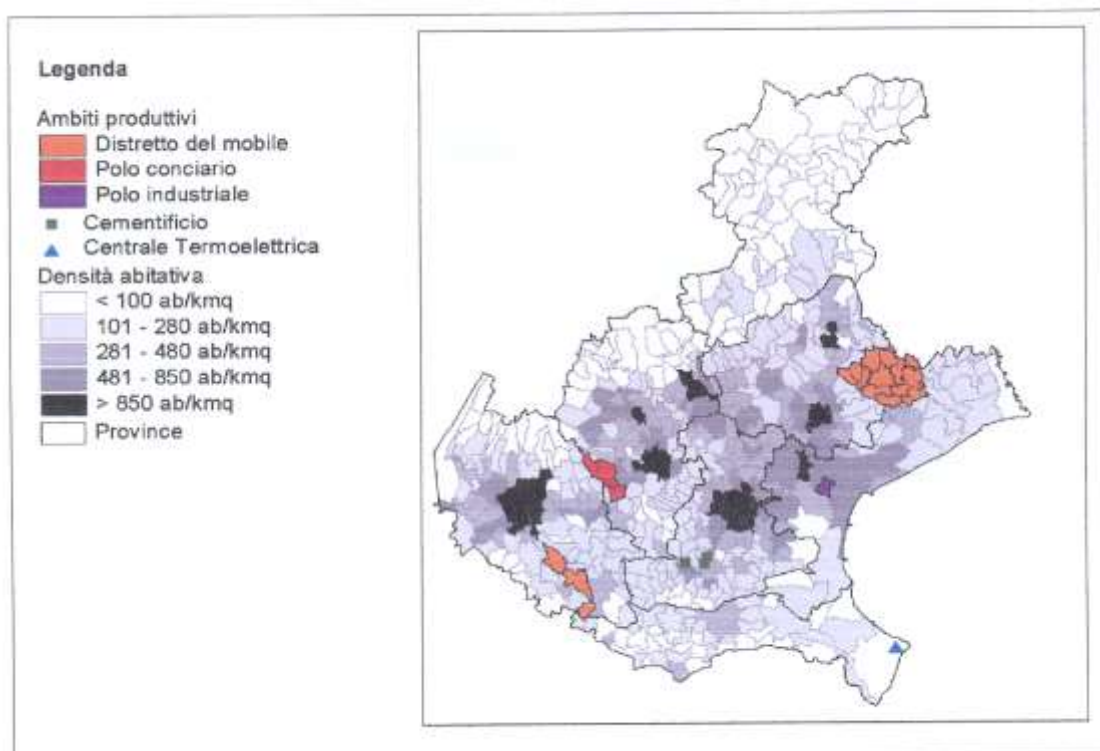 Legenda
Ambiti produttivi
Distretto del mobile
Polo conciario
Polo industriale
Cementificio
Centrale Termoelettrica
Densità abitativa
< 100 ab/kmq
101 - 280 ab/kmq
281 - 480 ab/kmq
481 - 850 ab/kmq
> 850 ab/kmq
Province